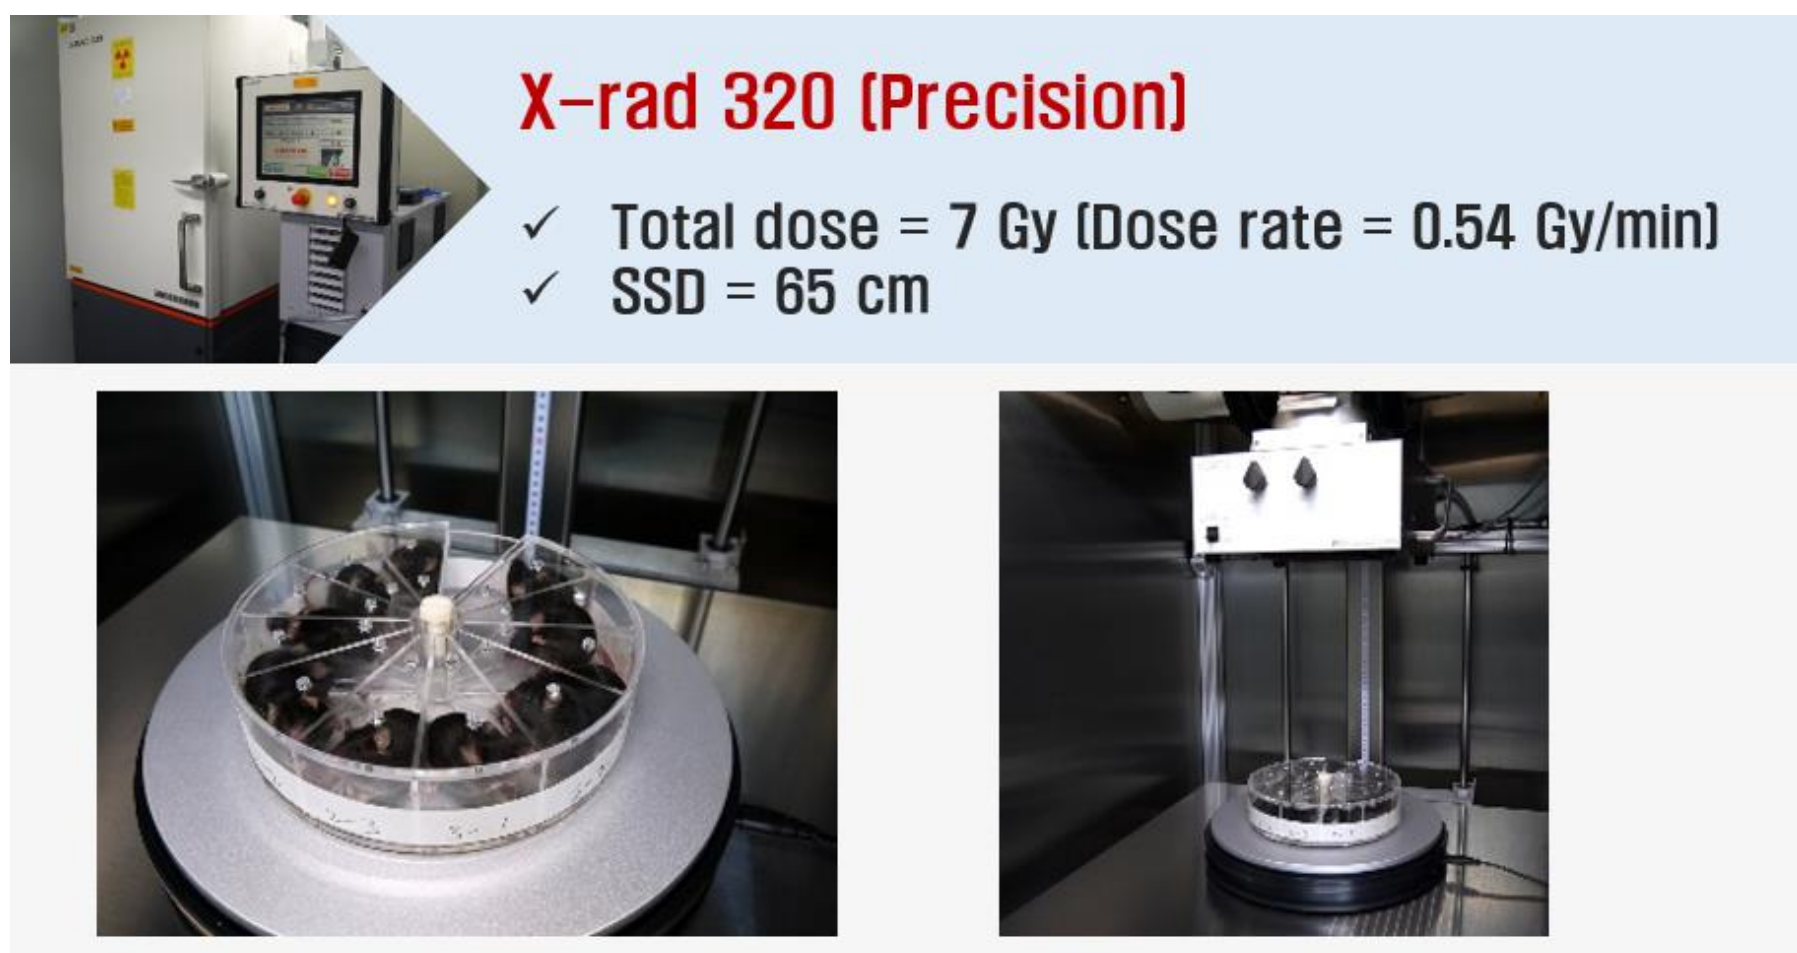 X-rad 320 (Precision)
✓ Total dose = 7 Gy (Dose rate = 0.54 Gy/min)
✓ SSD = 65 cm